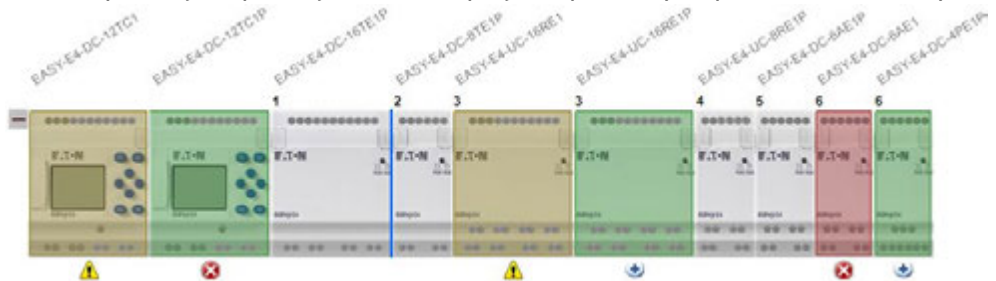 EASY-E4-DC-12TC1
EASY-E4-DC-12TC1P
EASY-E4-DC-16TE1P
EASY-E4-DC-8TE1P
EASY-E4-UC-16RE1
EASY-E4-UC-16RE1P
EASY-E4-UC-8RE1P
EASY-E4-DC-6AE1P
EASY-E4-DC-6AE1
EASY-E4-DC-4PE1P
1
2
3
3
4
5
6
6
E.T.N
E.T.N
E.T.N
E.T.N
E.T.N
E.T.N
E.T.N
E.T.N
E.T.N
E.T.N